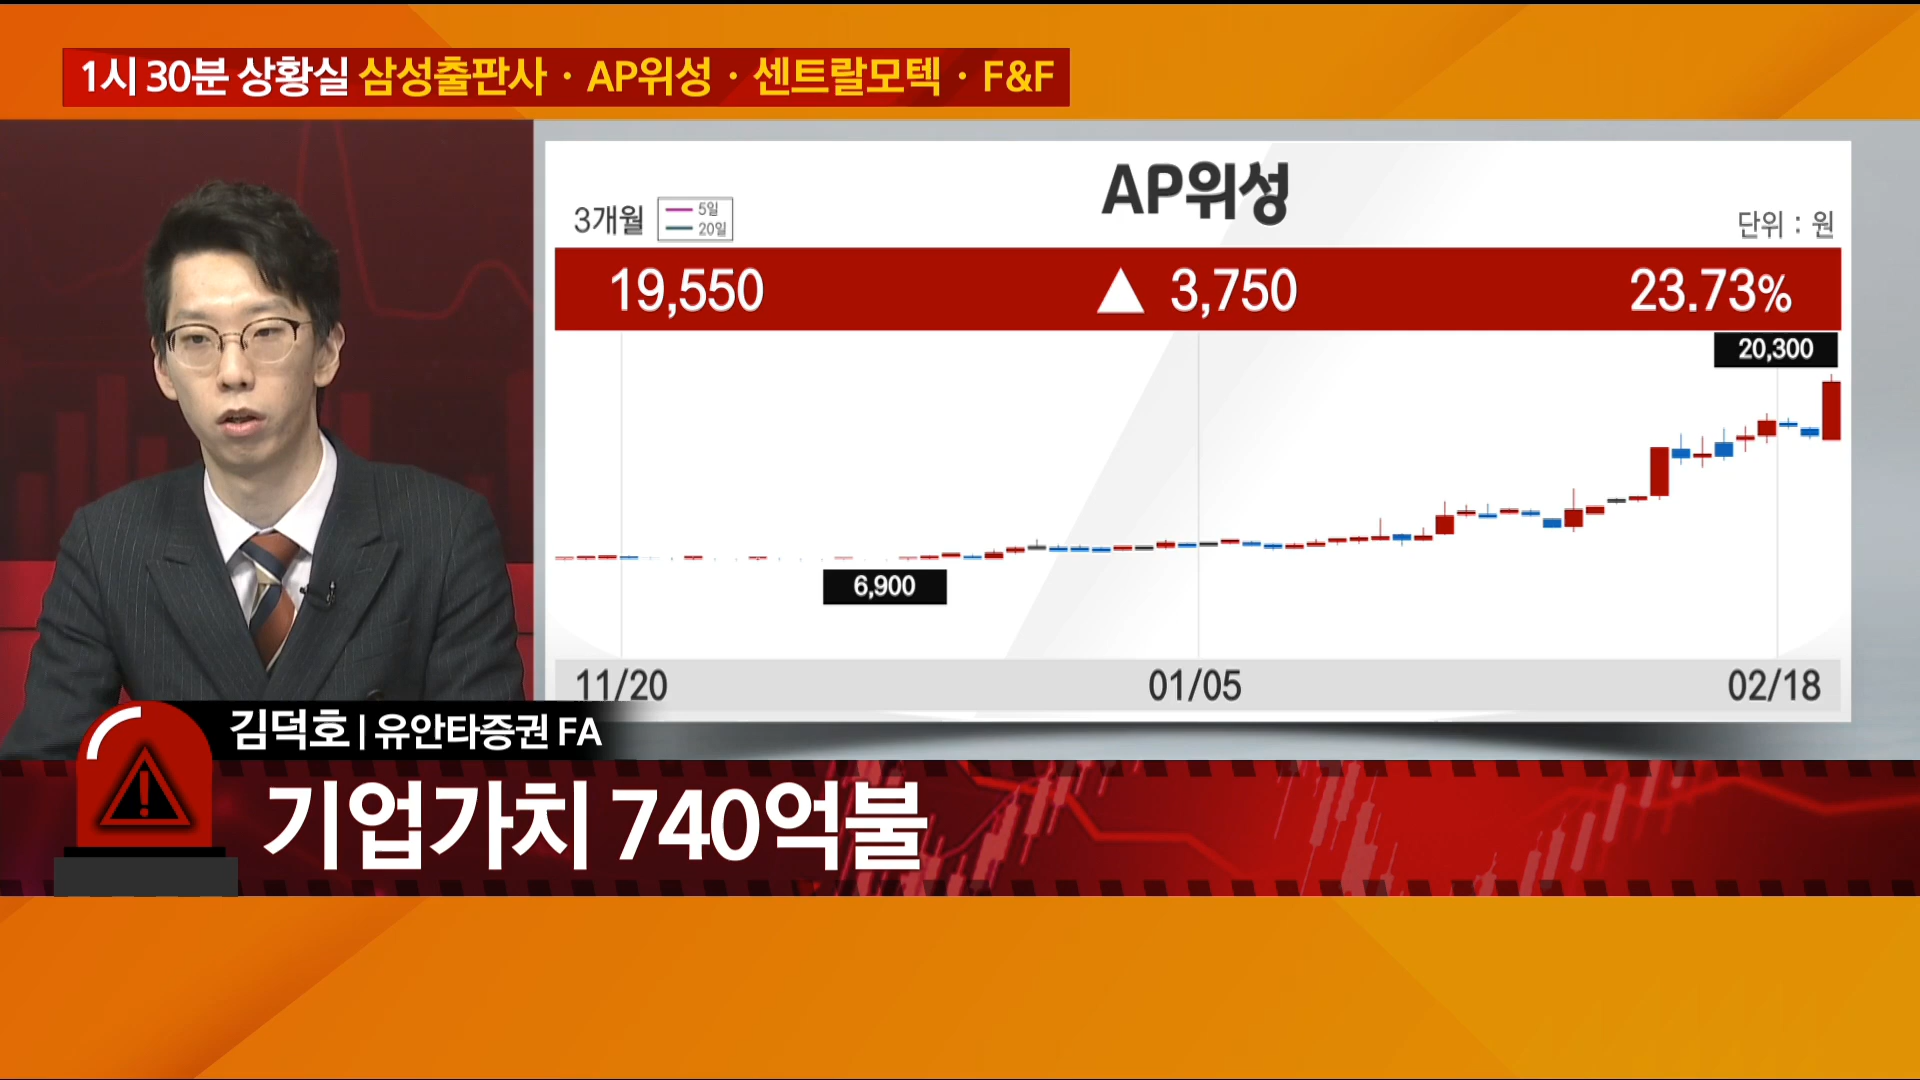 1시 30분 상황실 삼성출판사 · AP위성 · 센트랄모텍 · F&F
AP위성
3개월
5일
20일
단위 : 원
19,550 ▲ 3,750 23.73%
20,300
6,900
11/20 01/05 02/18
김덕호 | 유안타증권 FA
기업가치 740억불